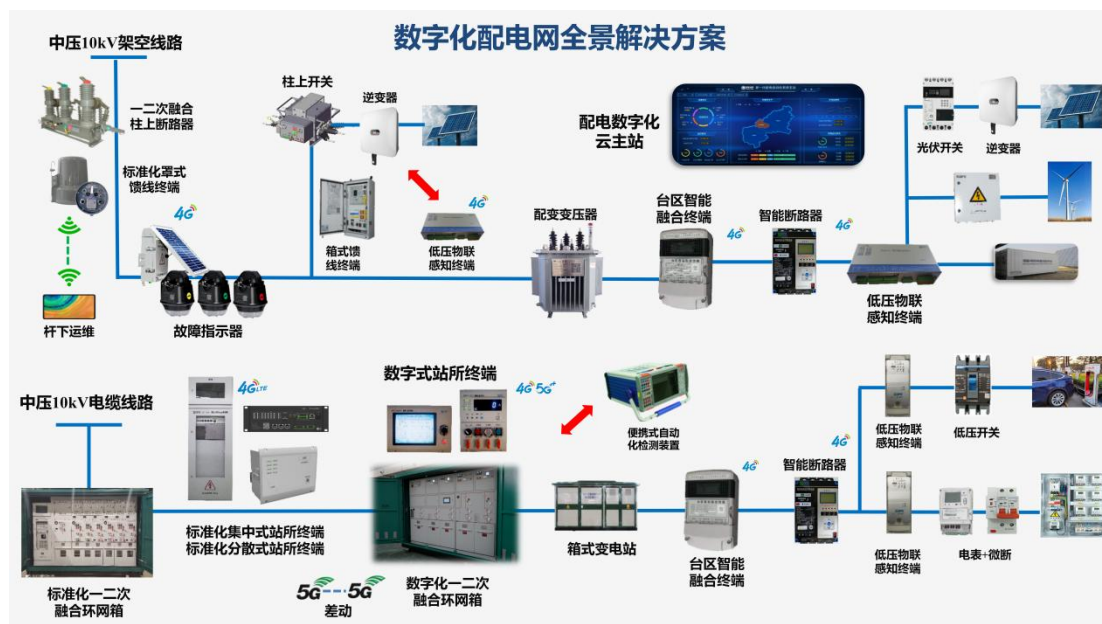 数字化配电网全景解决方案
中压10kV架空线路
一二次融合
柱上断路器
标准化罩式
馈线终端
4G
杆下运维
故障指示器
柱上开关
逆变器
箱式馈
线终端
4G
低压物联
感知终端
配变变压器
配电数字化
云主站
台区智能
融合终端
4G
智能断路器
4G
光伏开关
逆变器
低压物联
感知终端
中压10kV电缆线路
4G LTE
数字式站所终端
4G 5G+
便携式自动
化检测装置
标准化集中式站所终端
标准化分散式站所终端
标准化一二次
融合环网箱
5G 5G
差动
数字化一二次
融合环网箱
箱式变电站
4G
台区智能
融合终端
智能断路器
4G
低压物联
感知终端
低压开关
低压物联
感知终端
电表+微断